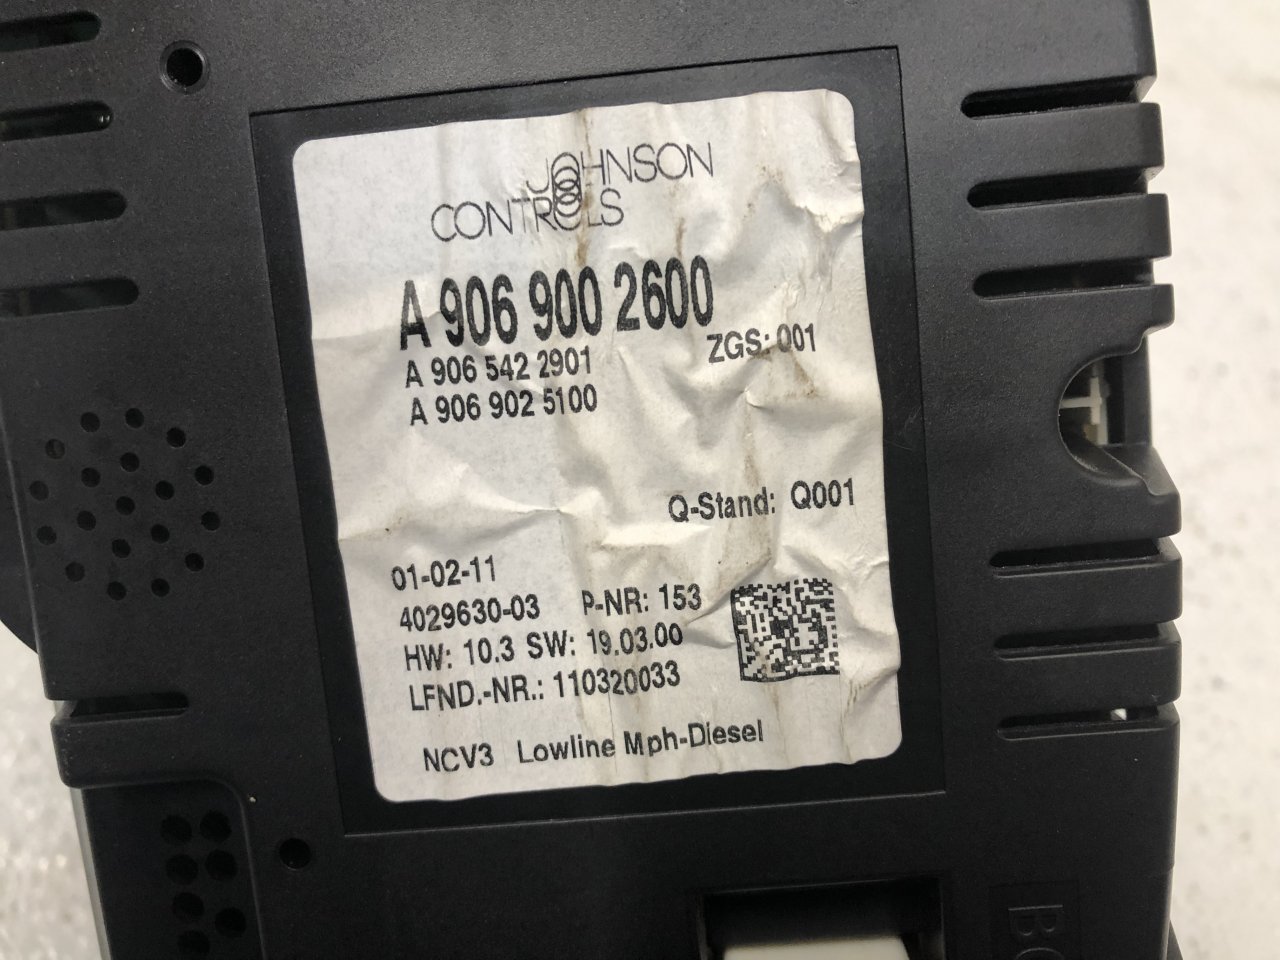 JOHNSON
CONTROLS
A 906 900 2600
A 906 542 2901 ZGS: 001
A 906 902 5100
Q-Stand: Q001
01-02-11
4029630-03 P-NR: 153
HW: 10.3 SW: 19.03.00
LFND.-NR.: 110320033
NCV3 Lowline Mph-Diesel